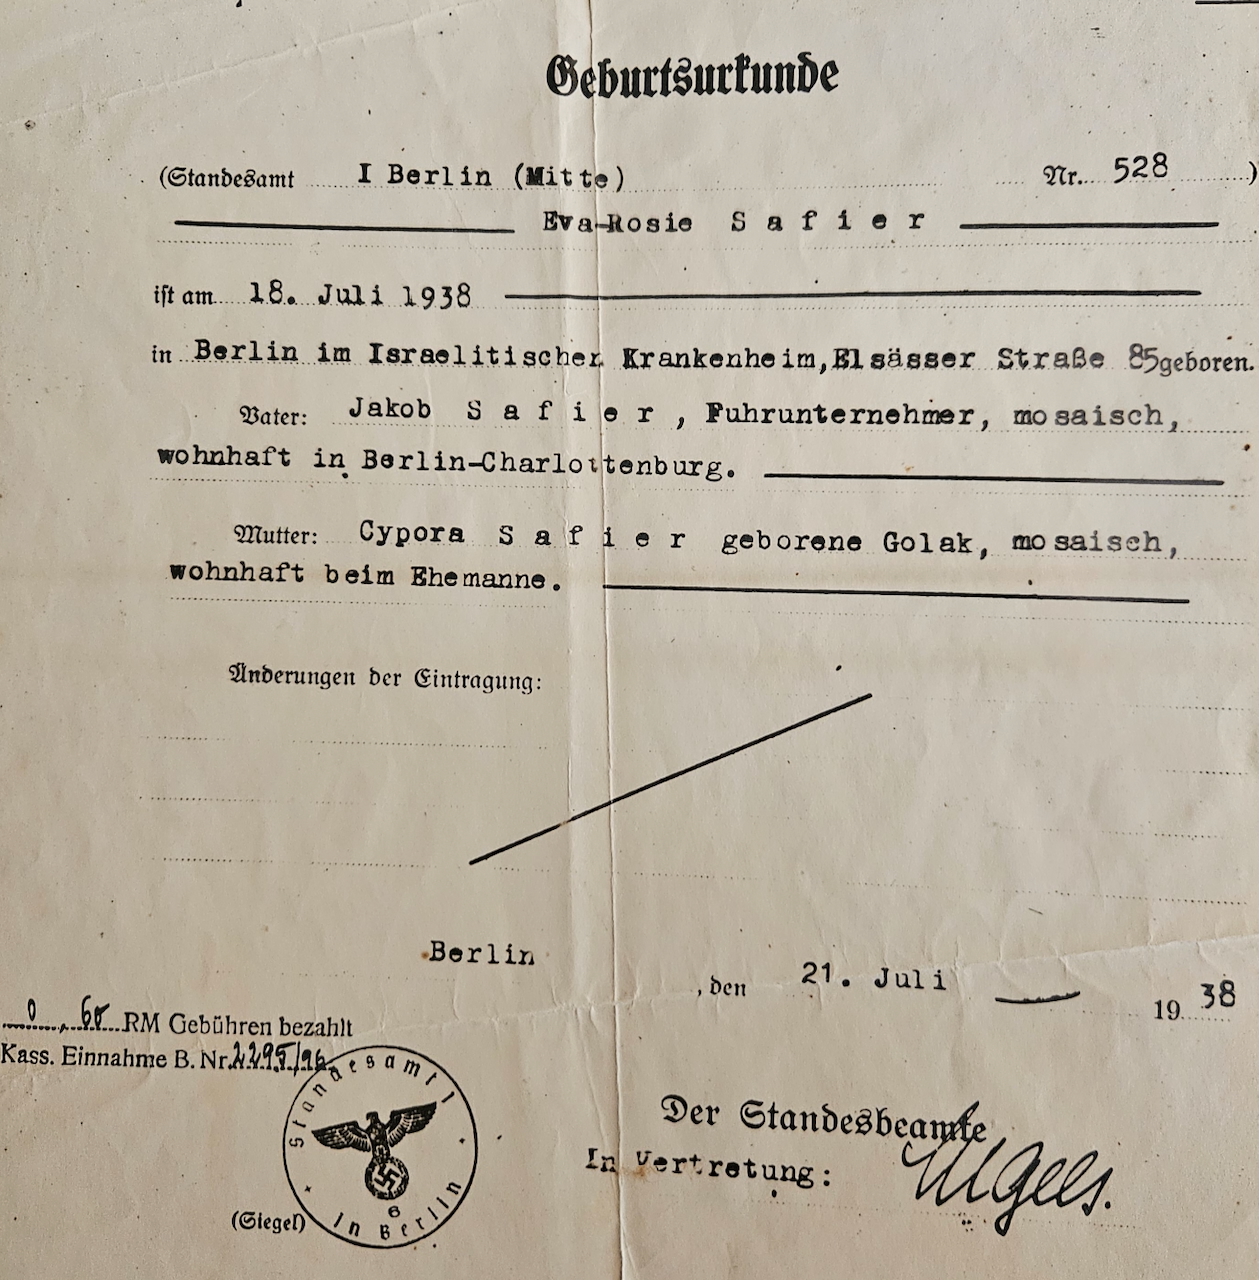 Geburtsurkunde
(Standesamt I Berlin (Mitte) Nr. 528 )
Eva-Rosie Safier
ist am 18. Juli 1938
in Berlin im Israelitischer Krankenheim, Elsässer Straße 85 geboren.
Vater: Jakob Safier, Fuhrunternehmer, mosaisch,
wohnhaft in Berlin-Charlottenburg.
Mutter: Cypora Safier geborene Golak, mosaisch,
wohnhaft beim Ehemanne.
Änderungen der Eintragung:
Berlin, den 21. Juli 1938
0,60 RM Gebühren bezahlt
Kass. Einnahme B. Nr.
Standesamt I
in Berlin
6
(Siegel)
Der Standesbeamte
In Vertretung: